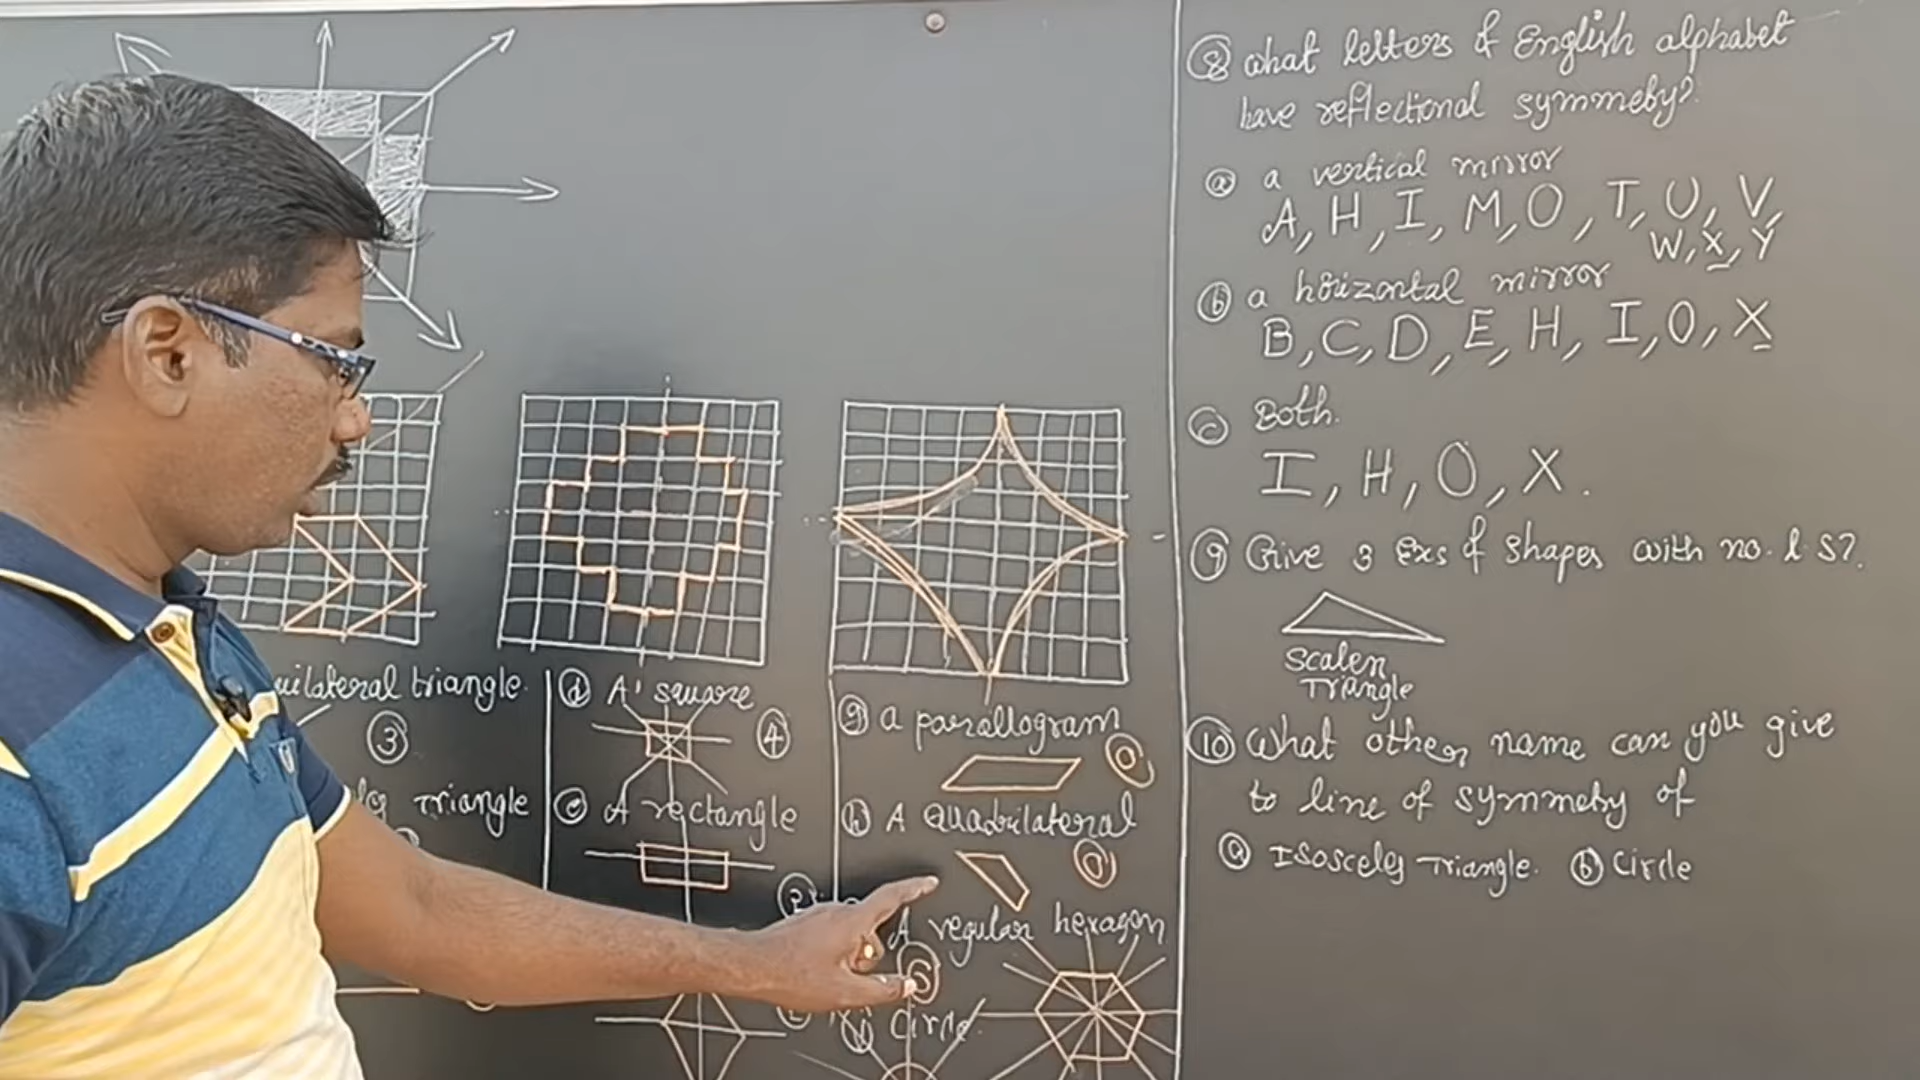 uilateral triangle.
③
triangle
ⓓ A square
④
ⓔ A rectangle
2
ⓖ a parallogram
0
ⓗ A Quadrilateral
0
A regular hexagon
6
Circle.
⑧ what letters of English alphabet
have reflectional symmetry?
ⓐ a vertical mirror
A, H, I, M, O, T, U, V,
W, X, Y
ⓑ a horizontal mirror
B, C, D, E, H, I, O, X
ⓒ Both.
I, H, O, X.
⑨ Give 3 Exs of shapes with no. l S?.
Scalen
Triangle
⑩ What other name can you give
to line of symmetry of
ⓐ Isosceles Triangle. ⓑ Circle